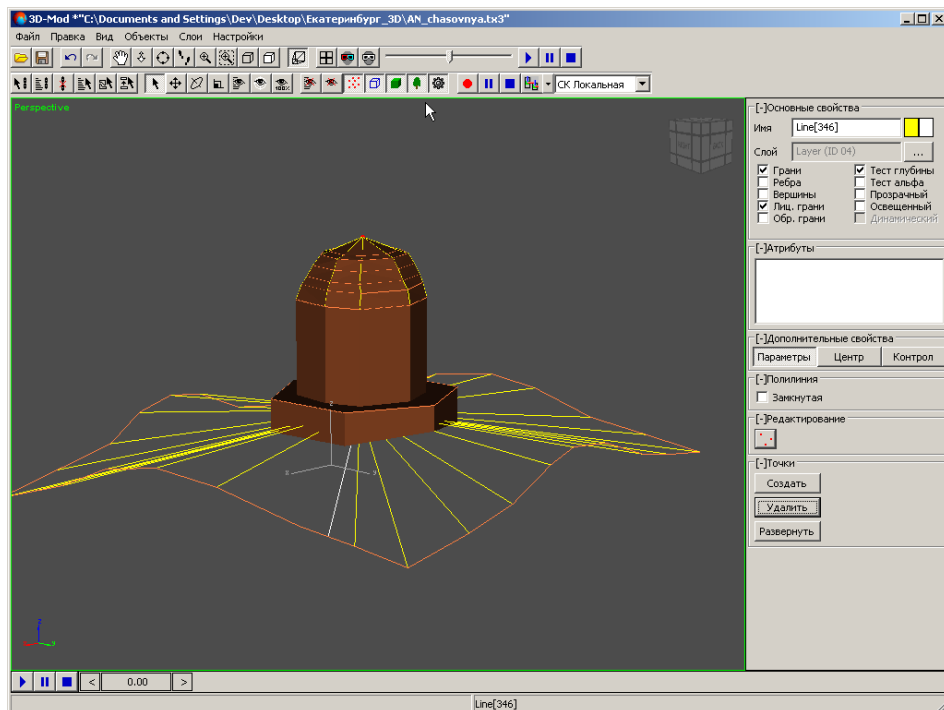 3D-Mod *"C:\Documents and Settings\Dev\Desktop\Екатеринбург_3D\AN_chasovnya.tx3"
Файл Правка Вид Объекты Слои Настройки
100%
СК Локальная
Perspective
[-]Основные свойства
Имя Line[346]
Слой Layer (ID 04) ...
Грани Тест глубины
Ребра Тест альфа
Вершины Прозрачный
Лиц. грани Освещенный
Обр. грани Динамический
[-]Атрибуты
[-]Дополнительные свойства
Параметры Центр Контрол
[-]Полилиния
Замкнутая
[-]Редактирование
[-]Точки
Создать
Удалить
Развернуть
z
x y
z
y
< 0.00 >
Line[346]